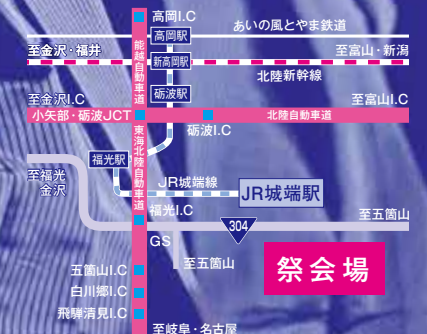 高岡I.C
あいの風とやま鉄道
高岡駅
至金沢・福井
能越自動車道
新高岡駅
至富山・新潟
北陸新幹線
砺波駅
至金沢I.C
至富山I.C
小矢部・砺波JCT
北陸自動車道
砺波I.C
東海北陸自動車道
福光駅
至福光
金沢
JR城端線
JR城端駅
福光I.C
至五箇山
304
GS
至五箇山
祭会場
五箇山I.C
白川郷I.C
飛騨清見I.C
至岐阜・名古屋